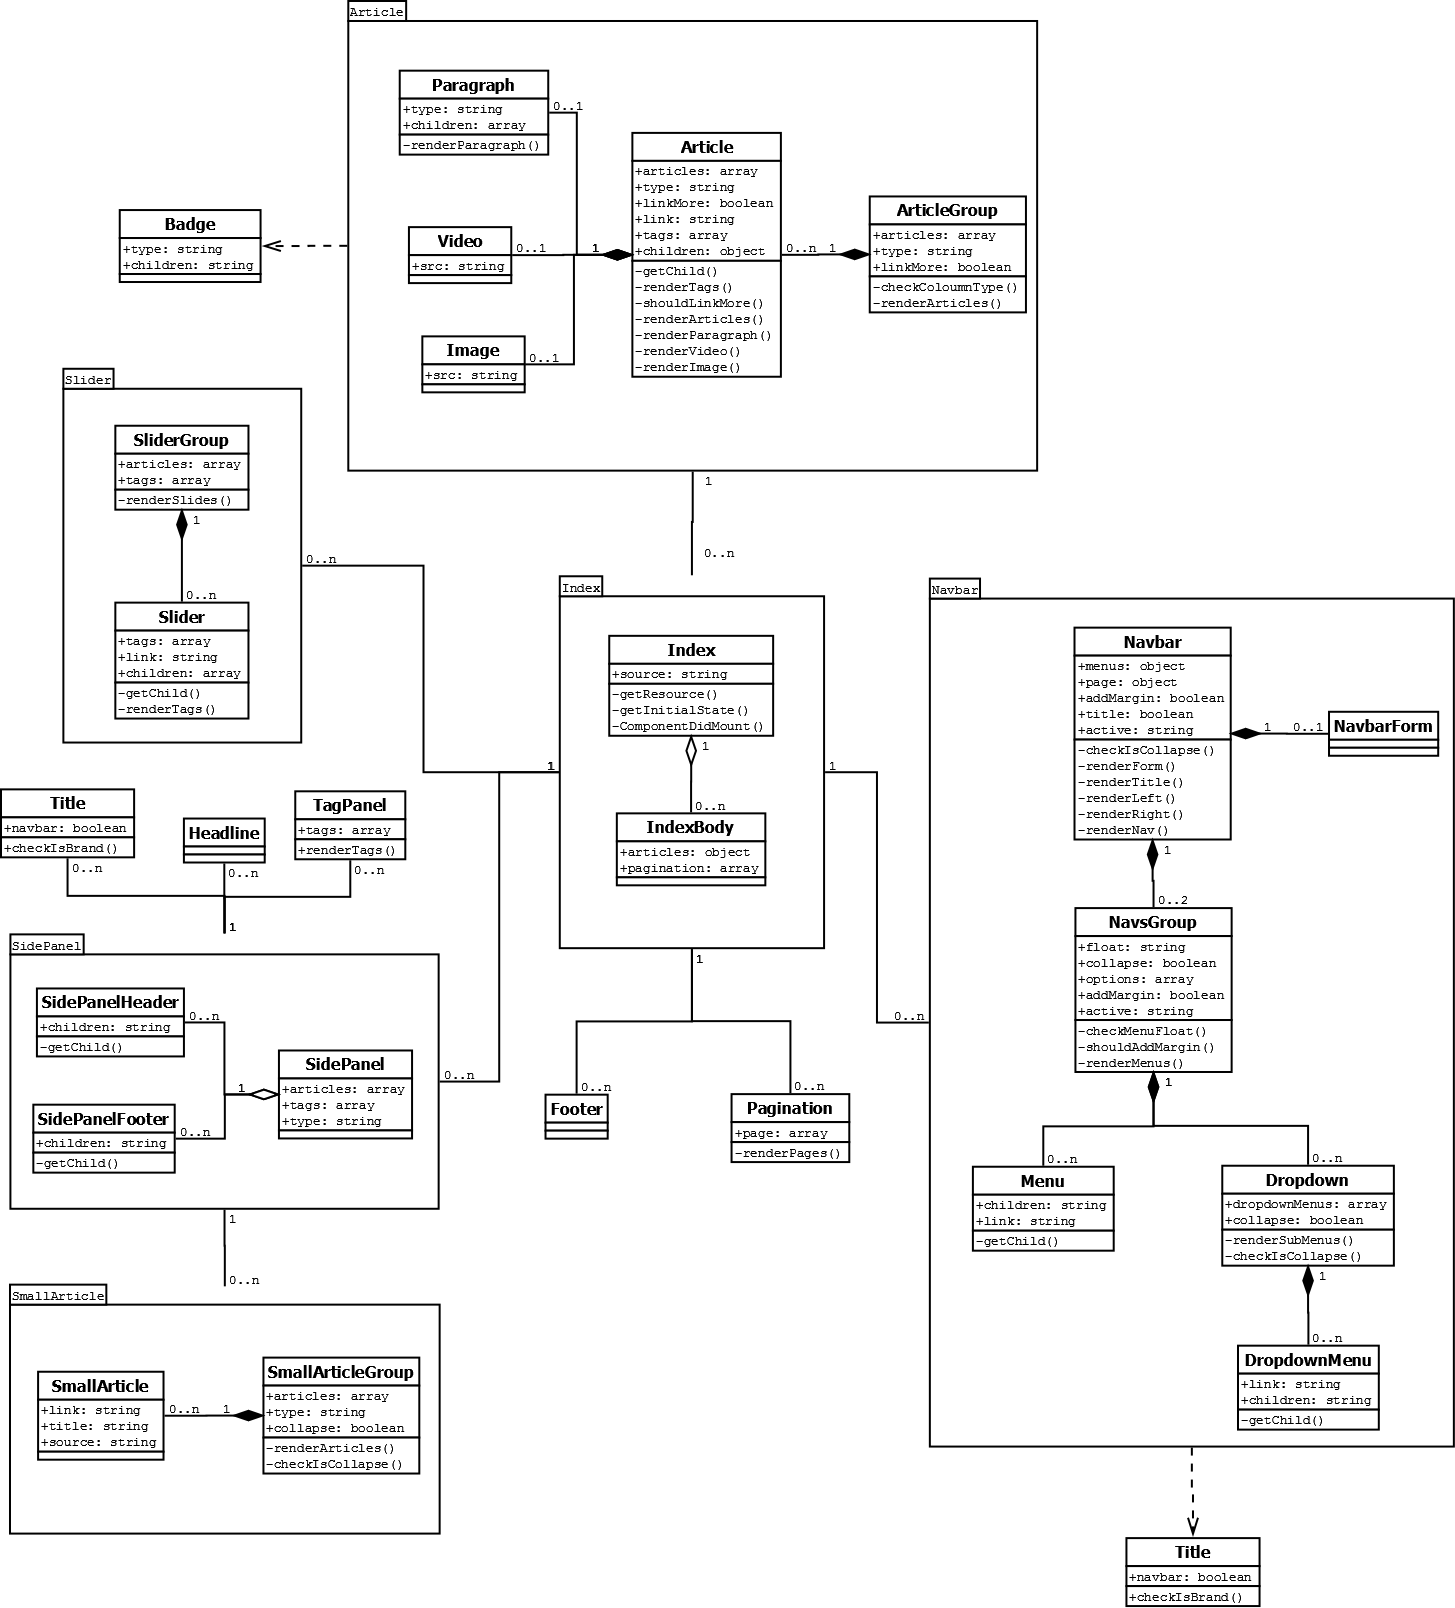 Article
Paragraph
+type: string
+children: array
-renderParagraph()
0..1
Article
+articles: array
+type: string
+linkMore: boolean
+link: string
+tags: array
+children: object
-getChild()
-renderTags()
-shouldLinkMore()
-renderArticles()
-renderParagraph()
-renderVideo()
-renderImage()
ArticleGroup
+articles: array
+type: string
+linkMore: boolean
-checkColoumnType()
-renderArticles()
0..n 1
Badge
+type: string
+children: string
Video
+src: string
0..1
1
Image
+src: string
0..1
Slider
SliderGroup
+articles: array
+tags: array
-renderSlides()
1
0..n
Slider
+tags: array
+link: string
+children: array
-getChild()
-renderTags()
0..n
1
0..n
Index
Index
+source: string
-getResource()
-getInitialState()
-ComponentDidMount()
1
0..n
IndexBody
+articles: object
+pagination: array
1
1
1
Navbar
Navbar
+menus: object
+page: object
+addMargin: boolean
+title: boolean
+active: string
-checkIsCollapse()
-renderForm()
-renderTitle()
-renderLeft()
-renderRight()
-renderNav()
1 0..1
NavbarForm
1
0..2
NavsGroup
+float: string
+collapse: boolean
+options: array
+addMargin: boolean
+active: string
-checkMenuFloat()
-shouldAddMargin()
-renderMenus()
0..n
1
0..n
Menu
+children: string
+link: string
-getChild()
0..n
Dropdown
+dropdownMenus: array
+collapse: boolean
-renderSubMenus()
-checkIsCollapse()
1
0..n
DropdownMenu
+link: string
+children: string
-getChild()
Title
+navbar: boolean
+checkIsBrand()
Title
+navbar: boolean
+checkIsBrand()
0..n
Headline
0..n
TagPanel
+tags: array
+renderTags()
0..n
1
SidePanel
SidePanelHeader
+children: string
-getChild()
0..n
SidePanel
+articles: array
+tags: array
+type: string
1
SidePanelFooter
+children: string
-getChild()
0..n
0..n
0..n
Footer
0..n
Pagination
+page: array
-renderPages()
1
0..n
SmallArticle
SmallArticle
+link: string
+title: string
+source: string
0..n 1
SmallArticleGroup
+articles: array
+type: string
+collapse: boolean
-renderArticles()
-checkIsCollapse()